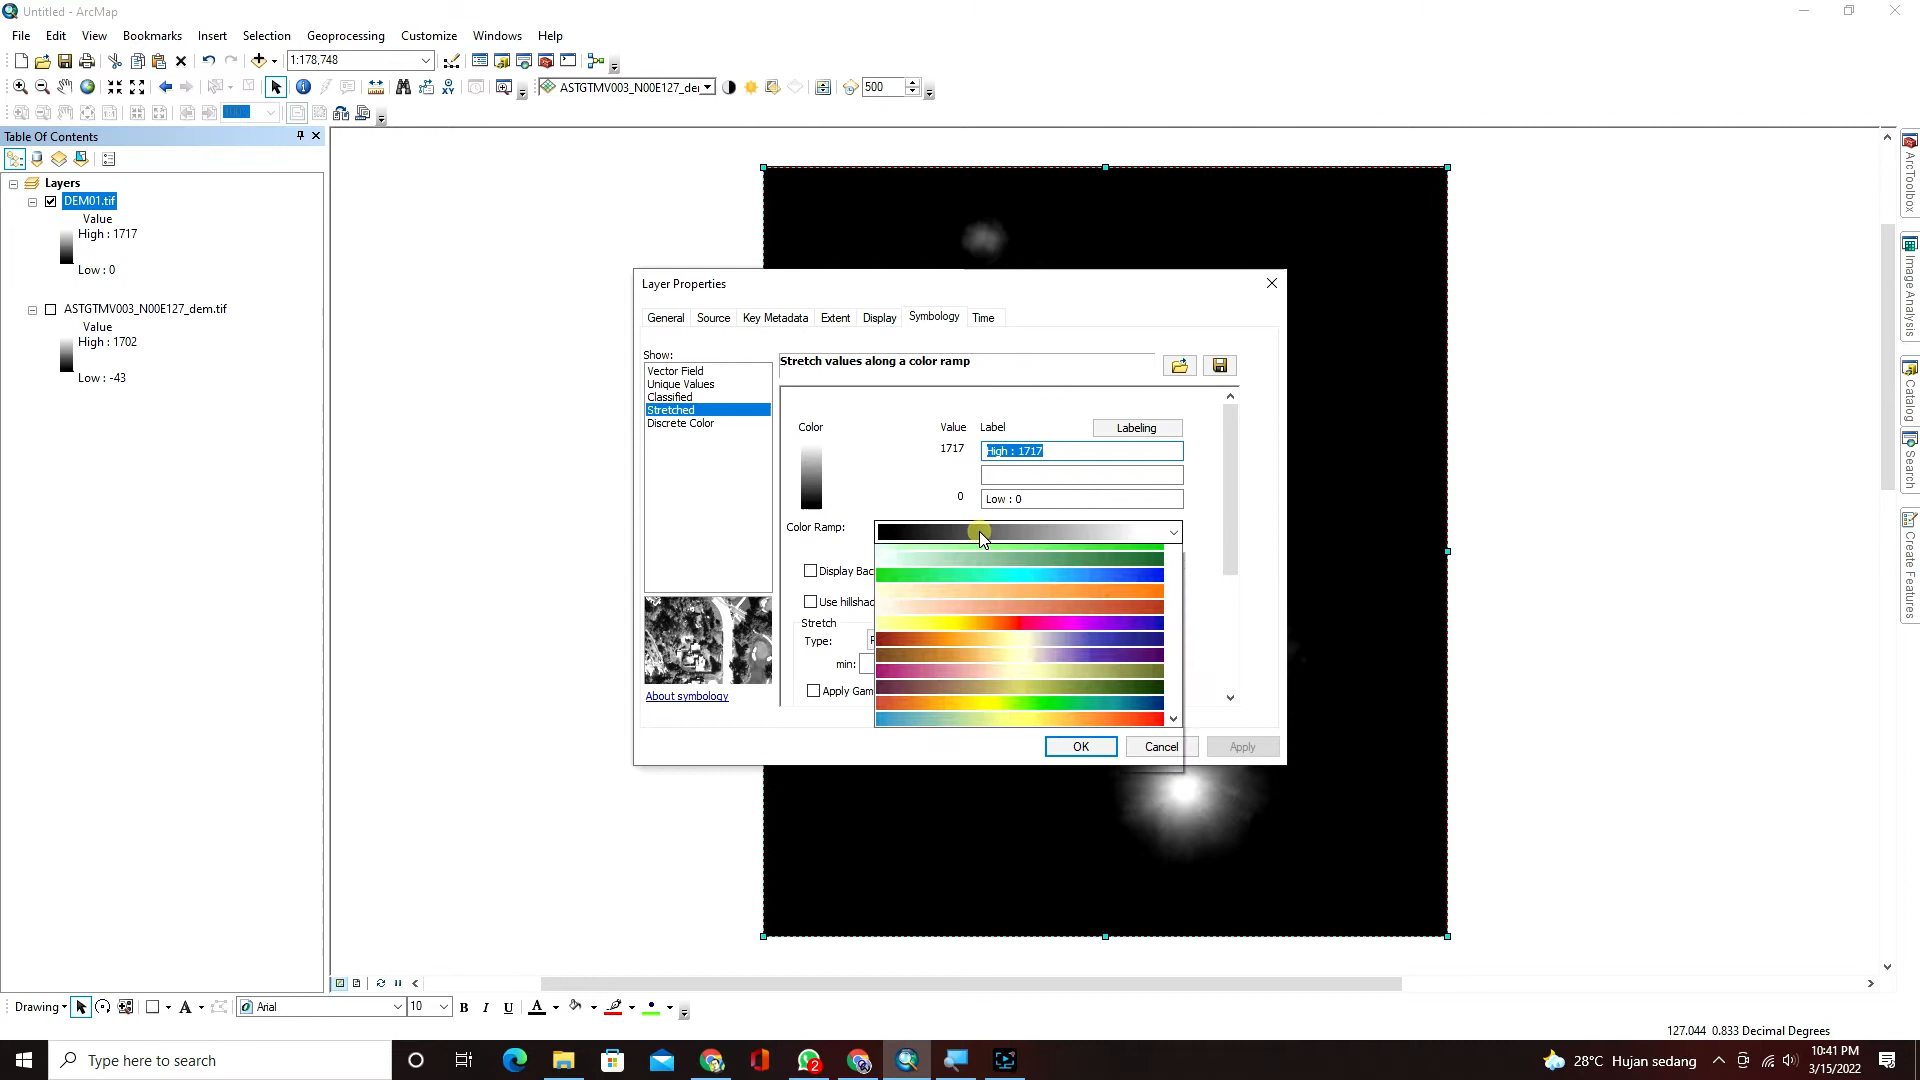 Untitled - ArcMap
File Edit View Bookmarks Insert Selection Geoprocessing Customize Windows Help
1:178,748
ASTGTMV003_N00E127_de
500
100%
Table Of Contents
Layers
DEM01.tif
Value
High : 1717
Low : 0
ASTGTMV003_N00E127_dem.tif
Value
High : 1702
Low : -43
Layer Properties
General Source Key Metadata Extent Display Symbology Time
Show:
Vector Field
Unique Values
Classified
Stretched
Discrete Color
About symbology
Stretch values along a color ramp
Color Value Label Labeling
1717 High : 1717
0 Low : 0
Color Ramp:
Display Bac
Use hillshad
Stretch
Type:
min:
Apply Gam
OK Cancel Apply
ArcToolbox
Image Analysis
Catalog
Search
Create Features
Drawing A Arial 10 B I U A
127.044 0.833 Decimal Degrees
Type here to search
2
28°C Hujan sedang
10:41 PM
3/15/2022